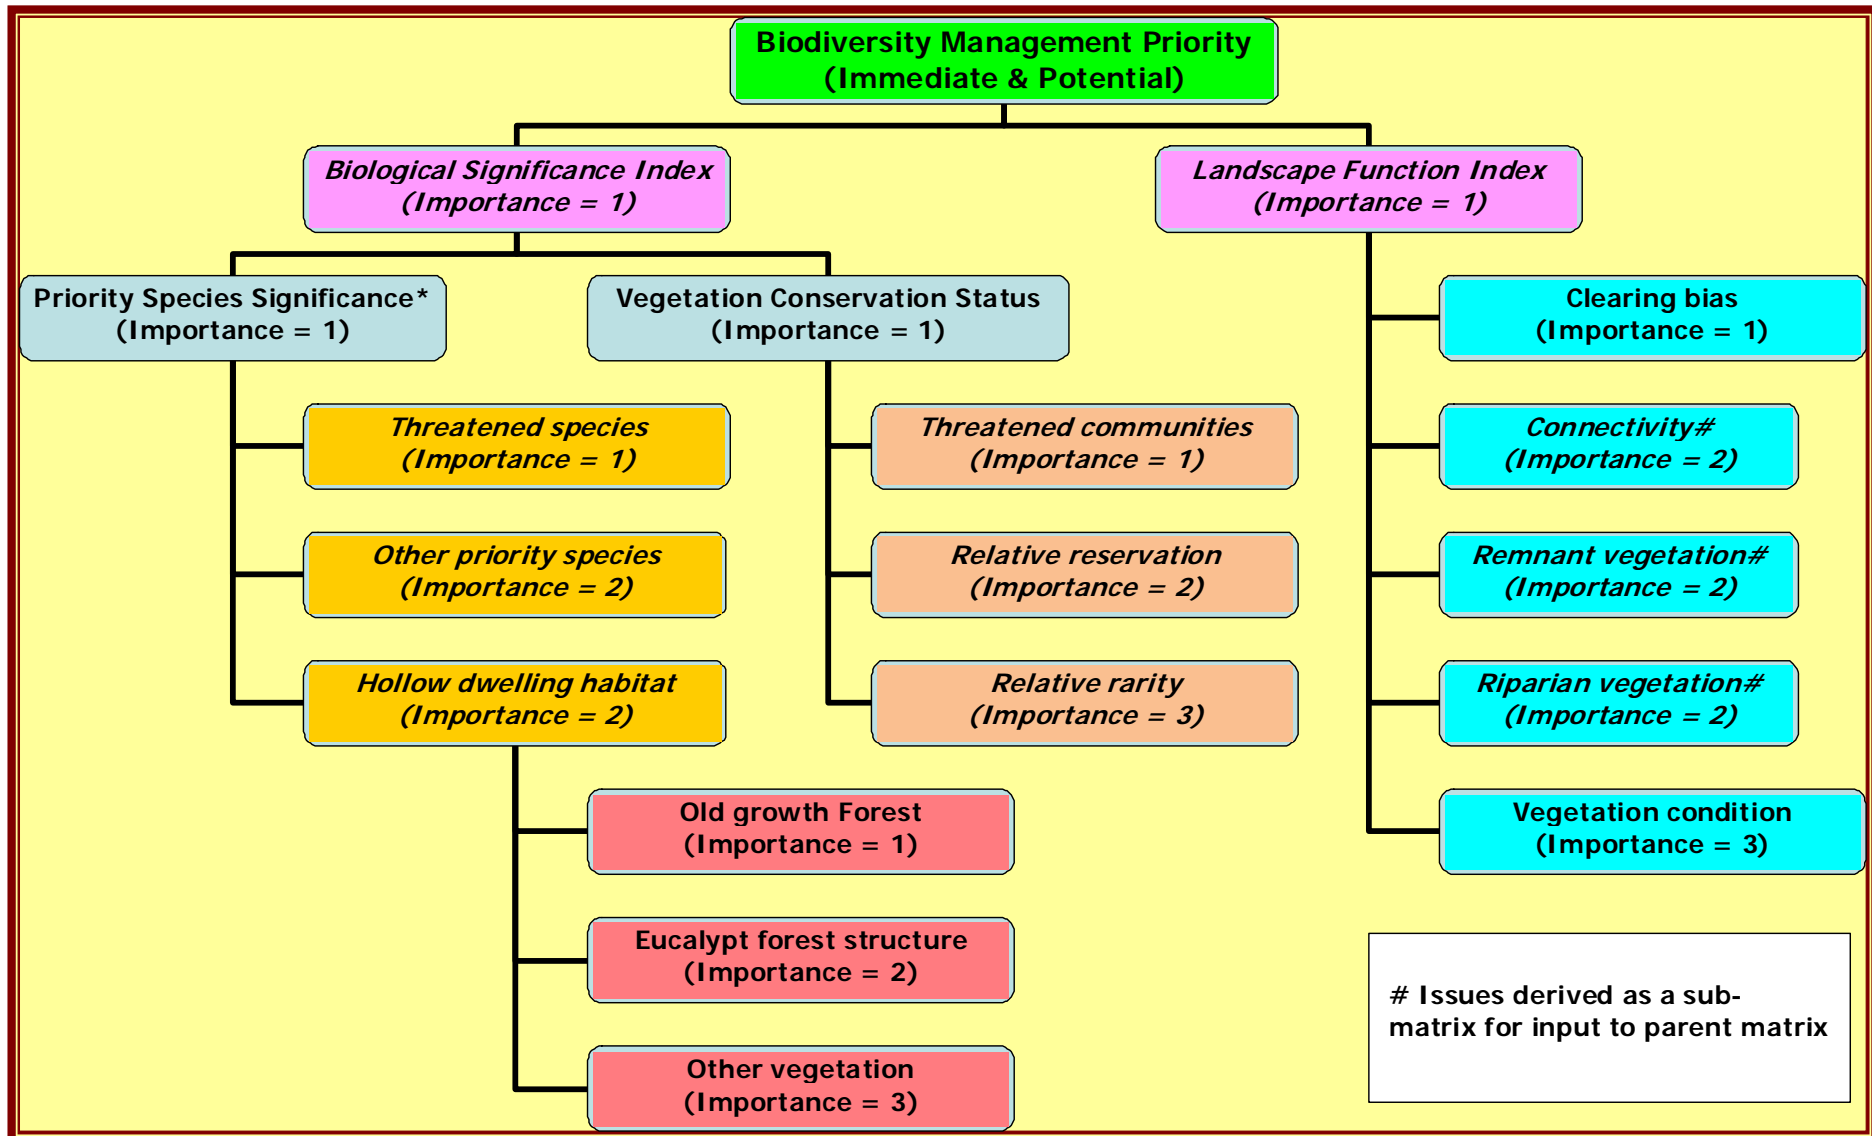 Biodiversity Management Priority
(Immediate & Potential)
Biological Significance Index
(Importance = 1)
Landscape Function Index
(Importance = 1)
Priority Species Significance*
(Importance = 1)
Vegetation Conservation Status
(Importance = 1)
Clearing bias
(Importance = 1)
Threatened species
(Importance = 1)
Threatened communities
(Importance = 1)
Connectivity#
(Importance = 2)
Other priority species
(Importance = 2)
Relative reservation
(Importance = 2)
Remnant vegetation#
(Importance = 2)
Hollow dwelling habitat
(Importance = 2)
Relative rarity
(Importance = 3)
Riparian vegetation#
(Importance = 2)
Old growth Forest
(Importance = 1)
Vegetation condition
(Importance = 3)
Eucalypt forest structure
(Importance = 2)
# Issues derived as a sub-
matrix for input to parent matrix
Other vegetation
(Importance = 3)